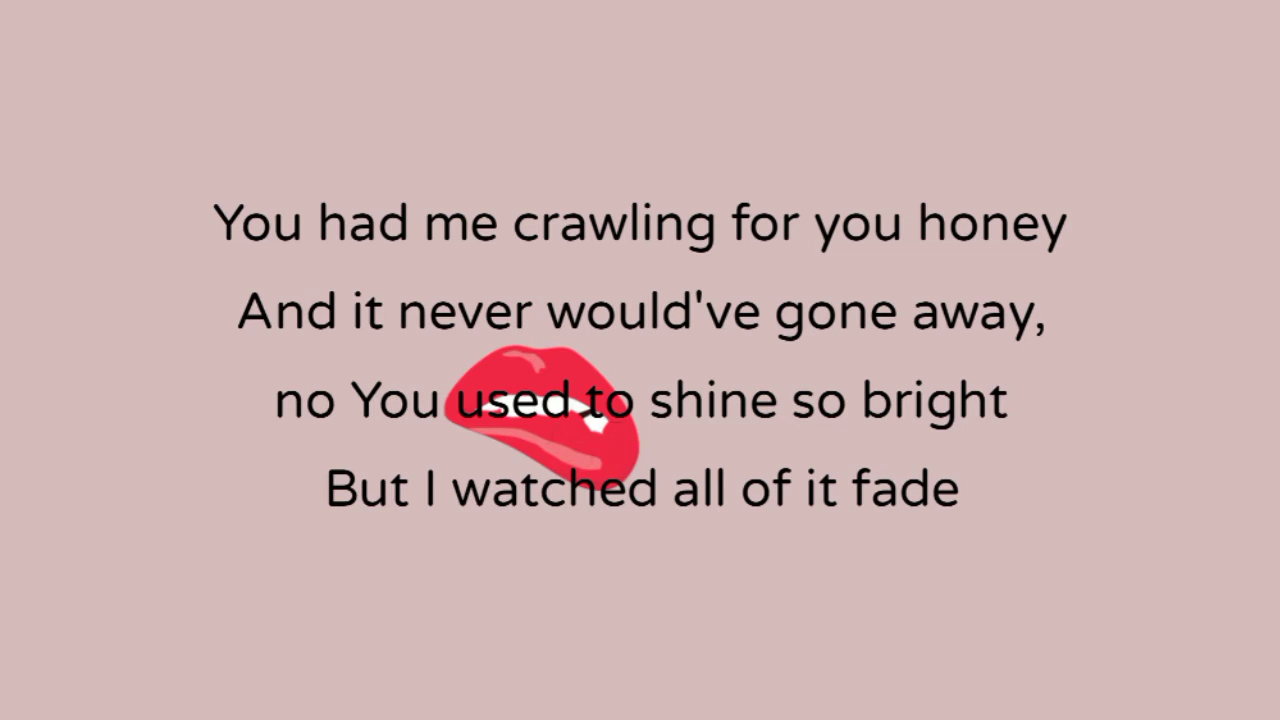 You had me crawling for you honey
And it never would've gone away,
no You used to shine so bright
But I watched all of it fade